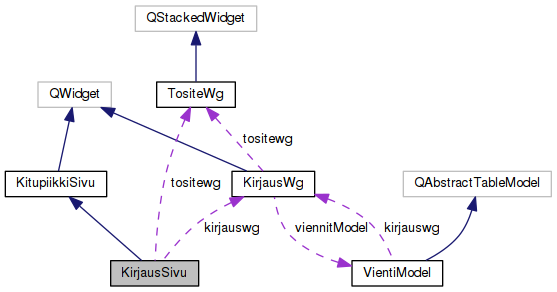 QStackedWidget
QWidget
TositeWg
tositewg
KitupiikkiSivu
tositewg
KirjausWg
QAbstractTableModel
kirjauswg
viennitModel
kirjauswg
KirjausSivu
VientiModel